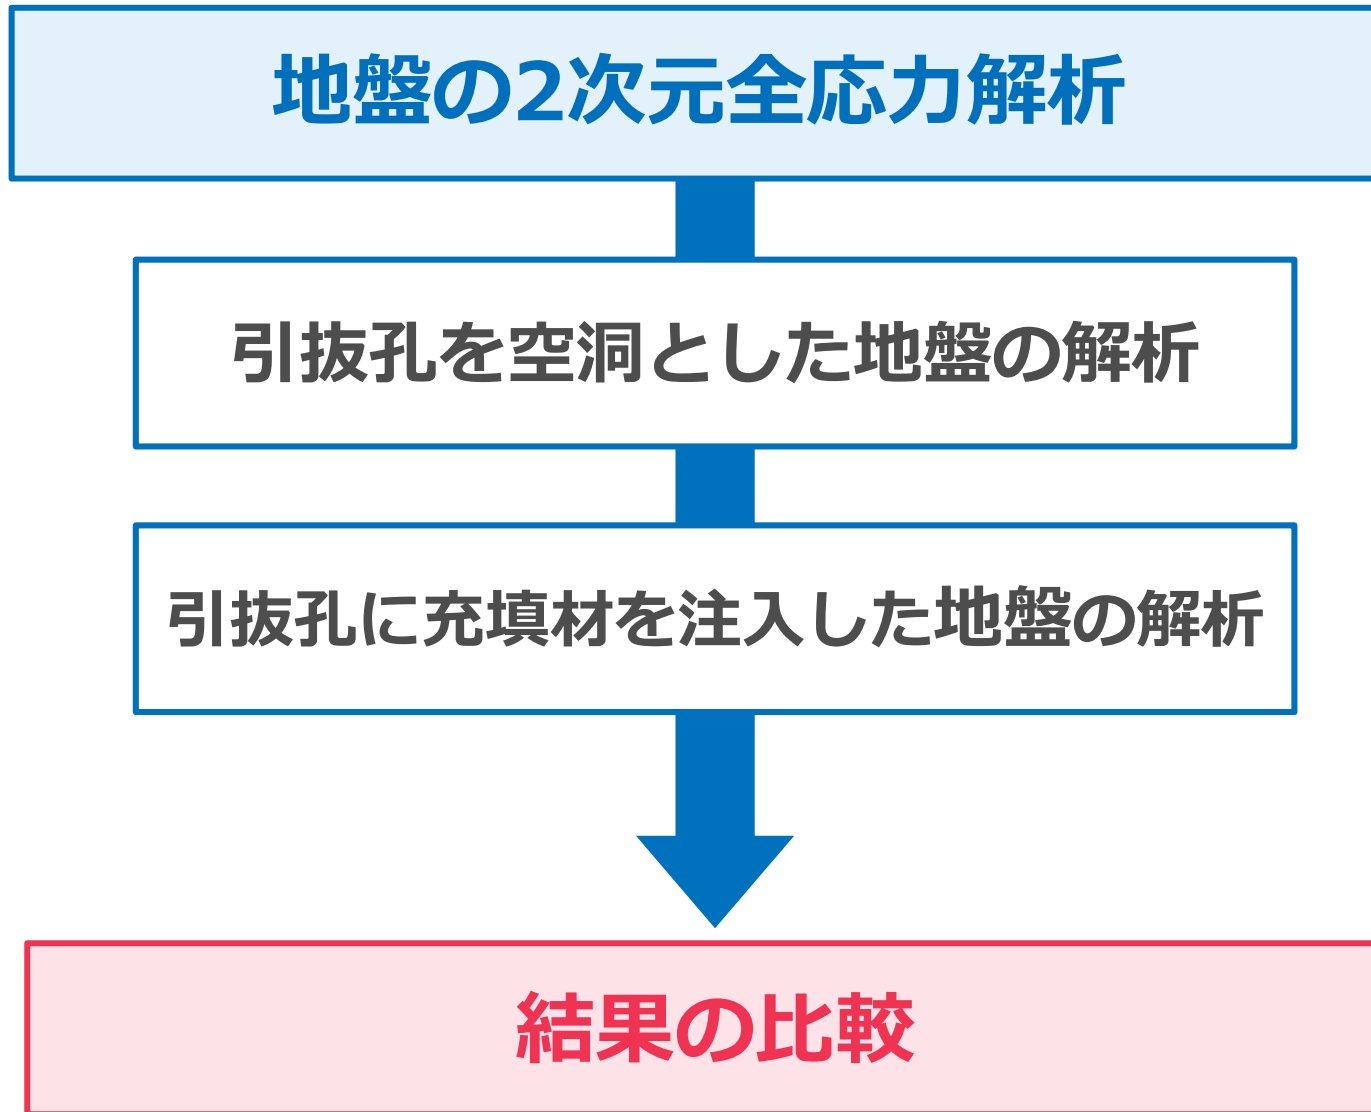 地盤の2次元全応力解析
引抜孔を空洞とした地盤の解析
引抜孔に充填材を注入した地盤の解析
結果の比較